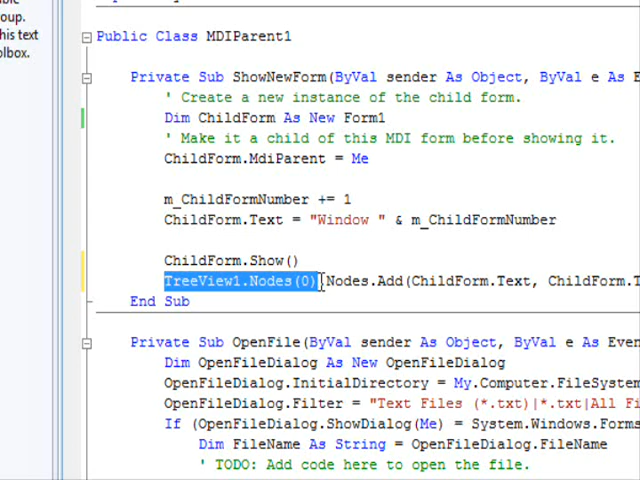 oup.
his text
olbox.
Public Class MDIParent1
Private Sub ShowNewForm(ByVal sender As Object, ByVal e As E
' Create a new instance of the child form.
Dim ChildForm As New Form1
' Make it a child of this MDI form before showing it.
ChildForm.MdiParent = Me
m_ChildFormNumber += 1
ChildForm.Text = "Window " & m_ChildFormNumber
ChildForm.Show()
TreeView1.Nodes(0).Nodes.Add(ChildForm.Text, ChildForm.T
End Sub
Private Sub OpenFile(ByVal sender As Object, ByVal e As Even
Dim OpenFileDialog As New OpenFileDialog
OpenFileDialog.InitialDirectory = My.Computer.FileSystem
OpenFileDialog.Filter = "Text Files (*.txt)|*.txt|All Fi
If (OpenFileDialog.ShowDialog(Me) = System.Windows.Forms
Dim FileName As String = OpenFileDialog.FileName
' TODO: Add code here to open the file.